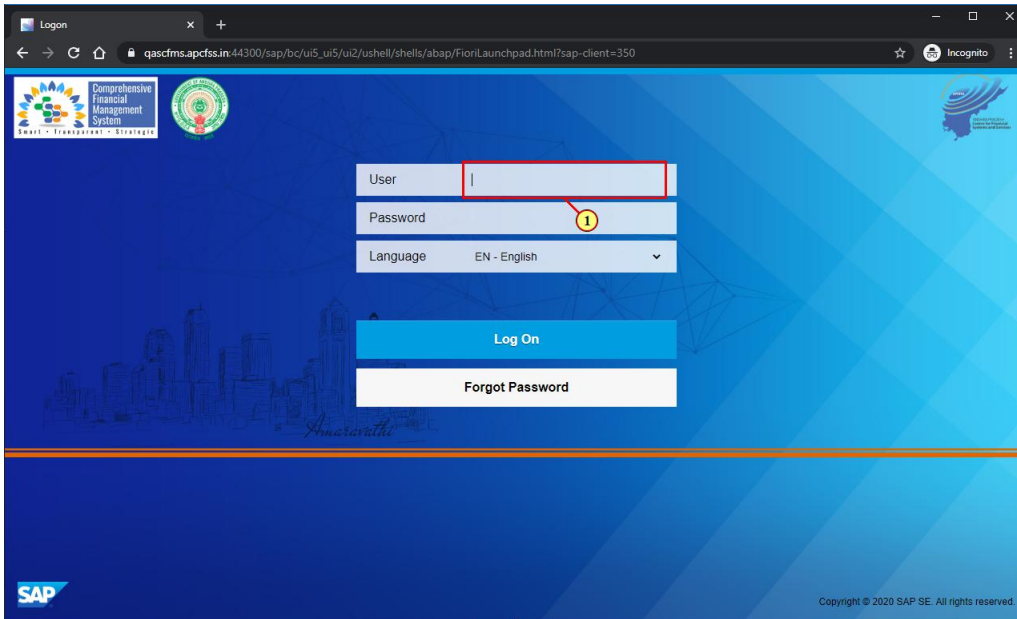 Logon
qascfms.apcfss.in:44300/sap/bc/ui5_ui5/ui2/ushell/shells/abap/FioriLaunchpad.html?sap-client=350
Incognito
Comprehensive
Financial
Management
System
Smart - Transparent - Strategic
User
1
Password
Language EN - English
Log On
Forgot Password
Amaravathi
SAP
Copyright © 2020 SAP SE. All rights reserved.